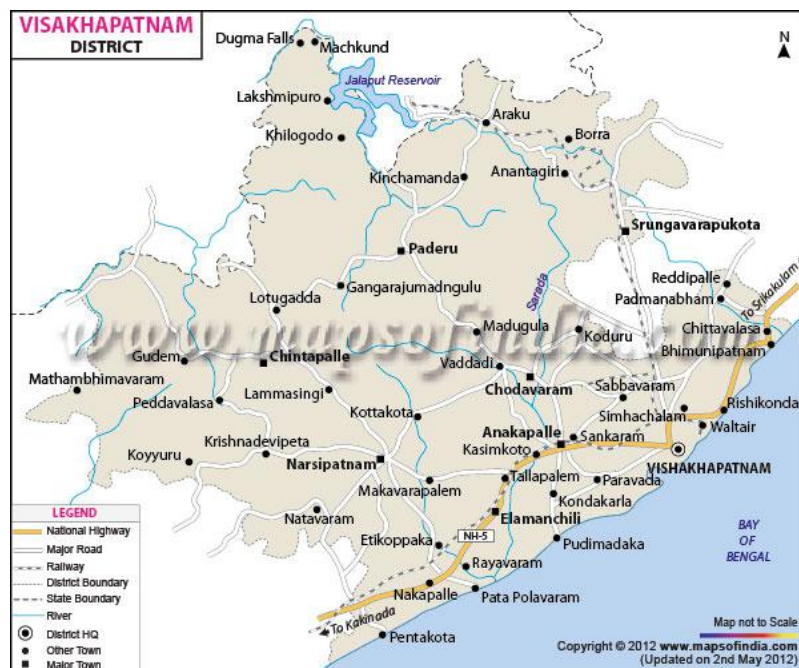 VISAKHAPATNAM
DISTRICT
N
Dugma Falls
Machkund
Jalaput Reservoir
Lakshmipuro
Araku
Khilogodo
Borra
Kinchamanda
Anantagiri
Srungavarapukota
Paderu
Reddipalle
Gangarajumadngulu
Padmanabham
To Srikakulam
Lotugadda
Sarada
www.mapsofindia.com
Madugula
Koduru
Chittavalasa
Bhimunipatnam
Gudem
Chintapalle
Vaddadi
Mathambhimavaram
Chodavaram
Sabbavaram
Peddavalasa
Lammasingi
Kottakota
Simhachalam
Rishikonda
Waltair
Anakapalle
Sankaram
Krishnadevipeta
Kasimkoto
Koyyuru
Narsipatnam
VISHAKHAPATNAM
Makavarapalem
Tallapalem
Paravada
Kondakarla
LEGEND
National Highway
Major Road
Railway
District Boundary
State Boundary
River
District HQ
Other Town
Major Town
Natavaram
Elamanchili
BAY
OF
BENGAL
Etikoppaka
NH-5
Pudimadaka
Rayavaram
Nakapalle
Pata Polavaram
To Kakinada
Pentakota
Map not to Scale
Copyright © 2012 www.mapsofindia.com
(Updated on 2nd May 2012)